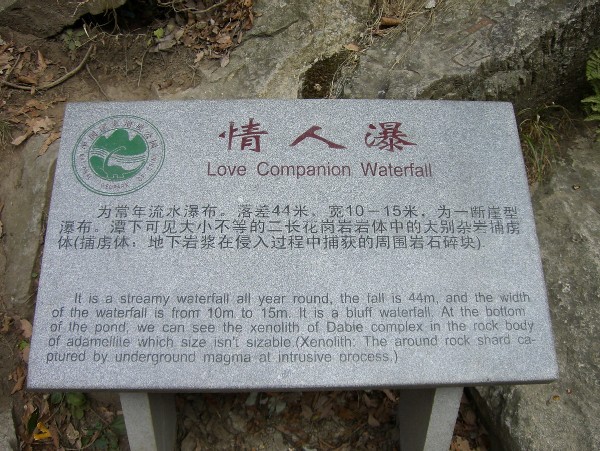 情人瀑
Love Companion Waterfall
为常年流水瀑布。落差44米，宽10－15米，为一断崖型
瀑布。潭下可见大小不等的二长花岗岩岩体中的大别杂岩捕虏
体(捕虏体：地下岩浆在侵入过程中捕获的周围岩石碎块)
It is a streamy waterfall all year round, the fall is 44m, and the width
of the waterfall is from 10m to 15m. It is a bluff waterfall. At the bottom
of the pond, we can see the xenolith of Dabie complex in the rock body
of adamellite which size isn't sizable.(Xenolith: The around rock shard ca-
ptured by underground magma at intrusive process.)